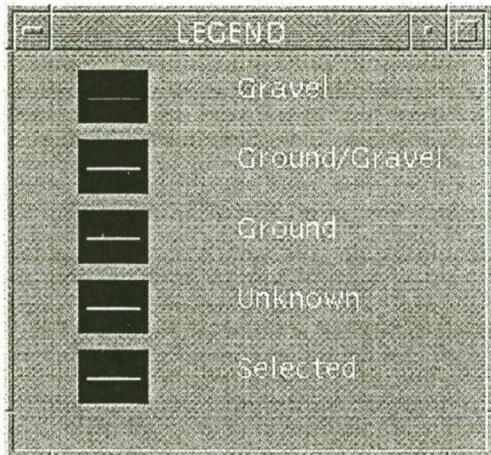 LEGEND
Gravel
Ground/Gravel
Ground
Unknown
Selected